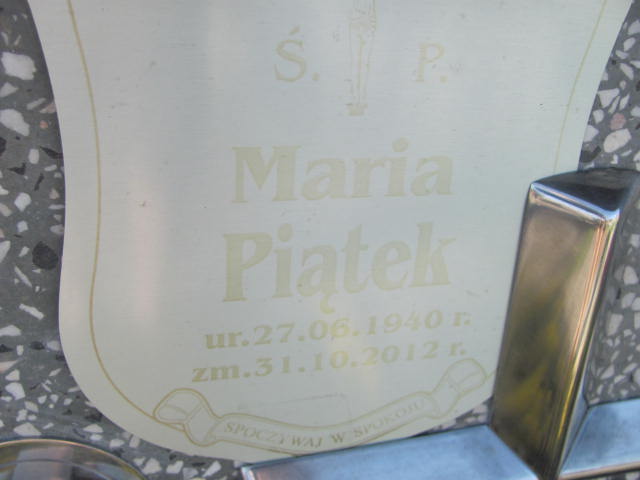 Ś. P.
Maria
Piątek
ur.27.06.1940 r.
zm.31.10.2012 r.
SPOCZYWAJ W SPOKOJU